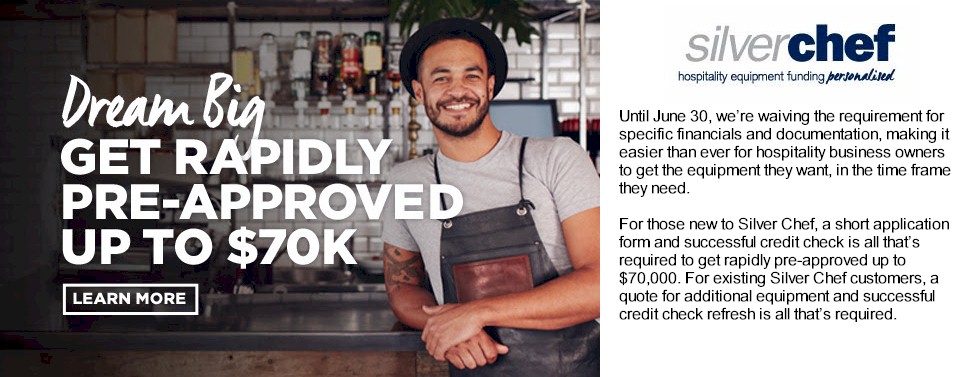 Dream Big
GET RAPIDLY
PRE-APPROVED
UP TO $70K
LEARN MORE
silverchef
hospitality equipment funding personalised
Until June 30, we’re waiving the requirement for
specific financials and documentation, making it
easier than ever for hospitality business owners
to get the equipment they want, in the time frame
they need.
For those new to Silver Chef, a short application
form and successful credit check is all that’s
required to get rapidly pre-approved up to
$70,000. For existing Silver Chef customers, a
quote for additional equipment and successful
credit check refresh is all that’s required.